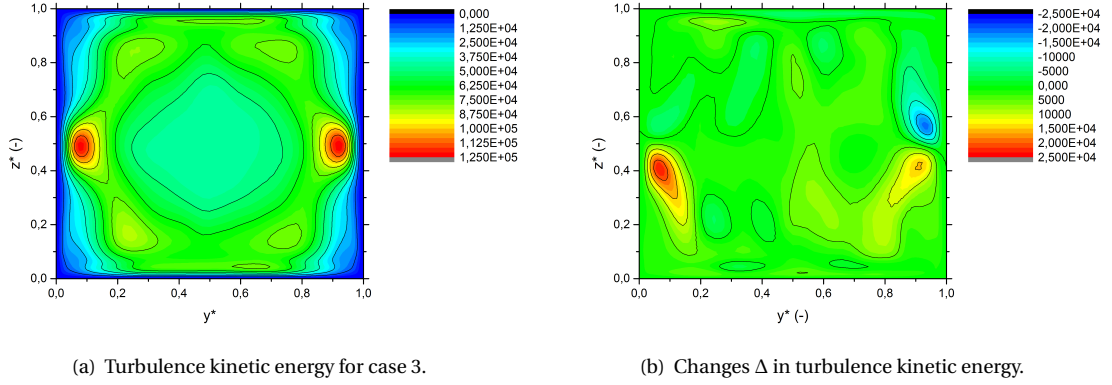 0,000
1,250E+04
2,500E+04
3,750E+04
5,000E+04
6,250E+04
7,500E+04
8,750E+04
1,000E+05
1,125E+05
1,250E+05
1,0
0,8
0,6
0,4
0,2
0,0
z* (-)
0,0 0,2 0,4 0,6 0,8 1,0
y*
(a) Turbulence kinetic energy for case 3.
-2,500E+04
-2,000E+04
-1,500E+04
-10000
-5000
0,000
5000
10000
1,500E+04
2,000E+04
2,500E+04
1,0
0,8
0,6
0,4
0,2
0,0
z* (-)
0,0 0,2 0,4 0,6 0,8 1,0
y* (-)
(b) Changes Δ in turbulence kinetic energy.